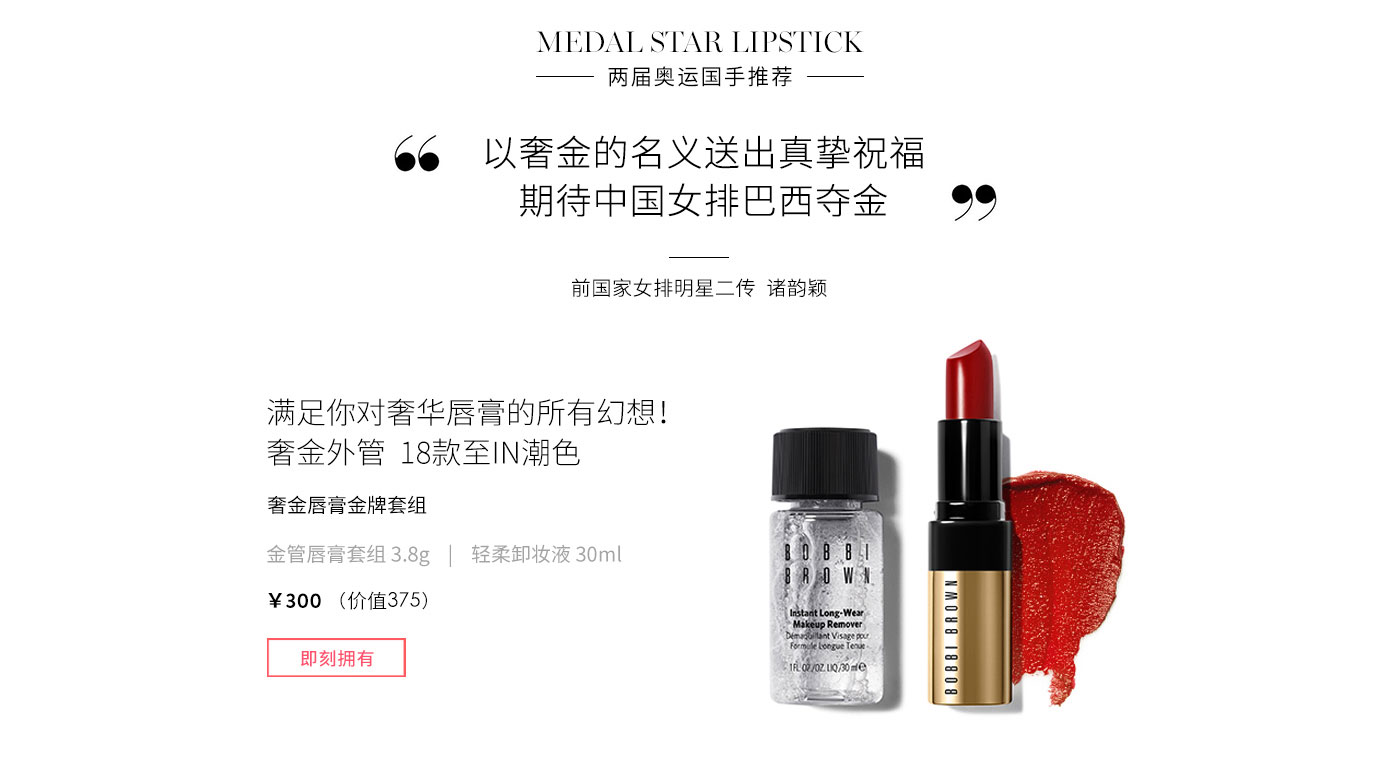 MEDAL STAR LIPSTICK
两届奥运国手推荐
“ 以奢金的名义送出真挚祝福
期待中国女排巴西夺金 ”
前国家女排明星二传 诸韵颖
满足你对奢华唇膏的所有幻想!
奢金外管 18款至IN潮色
奢金唇膏金牌套组
金管唇膏套组 3.8g | 轻柔卸妆液 30ml
￥300 （价值375）
即刻拥有
BOBBI
BROWN
Instant Long-Wear
Makeup Remover
Démaquillant Visage pour
Formule Longue Tenue
1 FL. OZ./OZ. LIQ./30 ml e
BOBBI BROWN